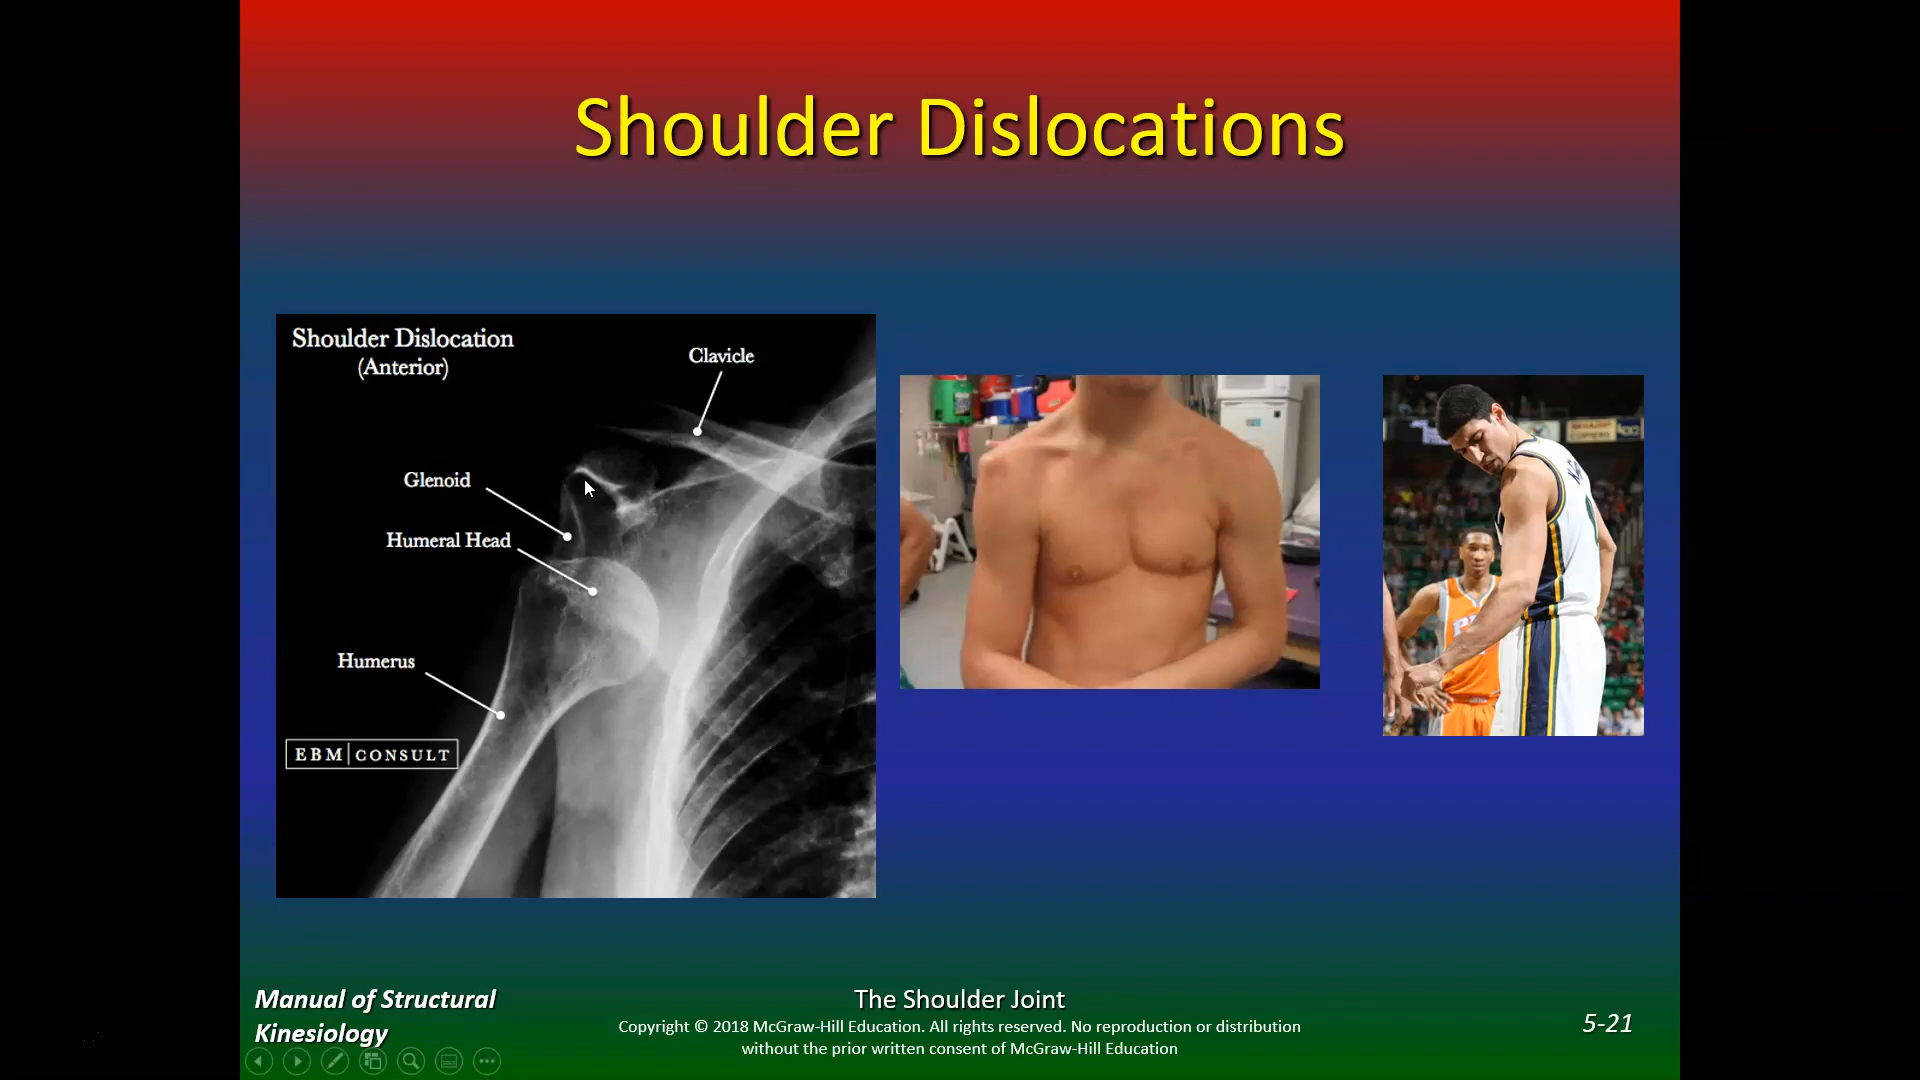 Shoulder Dislocations
Shoulder Dislocation
(Anterior)
Clavicle
Glenoid
Humeral Head
Humerus
EBM|CONSULT
Manual of Structural
Kinesiology
The Shoulder Joint
Copyright © 2018 McGraw-Hill Education. All rights reserved. No reproduction or distribution
without the prior written consent of McGraw-Hill Education
5-21